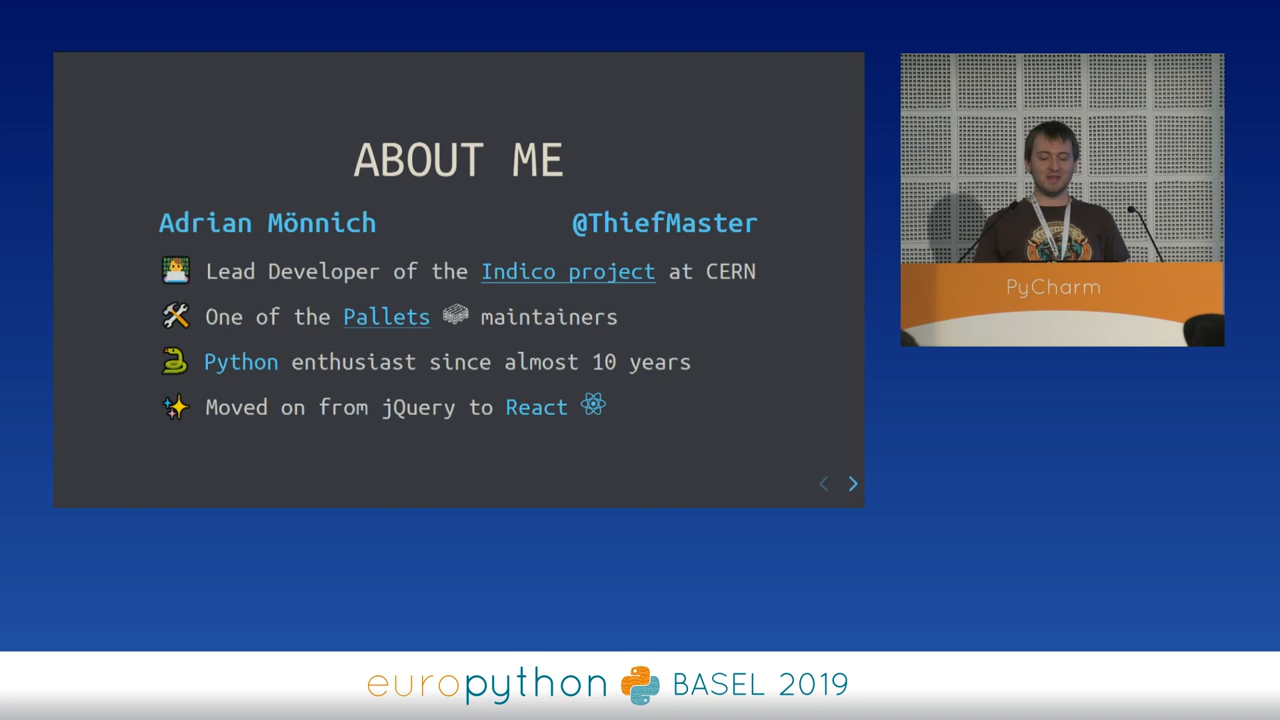 ABOUT ME
Adrian Mönnich @ThiefMaster
Lead Developer of the Indico project at CERN
One of the Pallets maintainers
Python enthusiast since almost 10 years
Moved on from jQuery to React
PyCharm
europython BASEL 2019